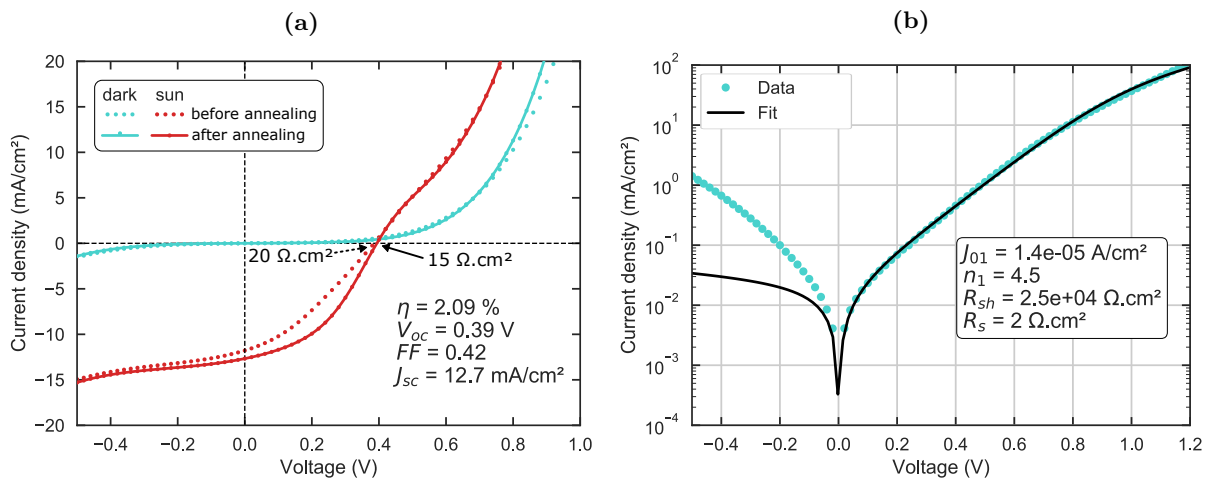 (a)
20
15
10
5
0
−5
−10
−15
−20
Current density (mA/cm²)
dark sun
before annealing
after annealing
20 Ω.cm²
15 Ω.cm²
η = 2.09 %
V_oc = 0.39 V
FF = 0.42
J_sc = 12.7 mA/cm²
−0.4 −0.2 0.0 0.2 0.4 0.6 0.8 1.0
Voltage (V)
(b)
10²
10¹
10⁰
10⁻¹
10⁻²
10⁻³
10⁻⁴
Current density (mA/cm²)
Data
Fit
J₀₁ = 1.4e-05 A/cm²
n₁ = 4.5
R_sh = 2.5e+04 Ω.cm²
R_s = 2 Ω.cm²
−0.4 −0.2 0.0 0.2 0.4 0.6 0.8 1.0 1.2
Voltage (V)